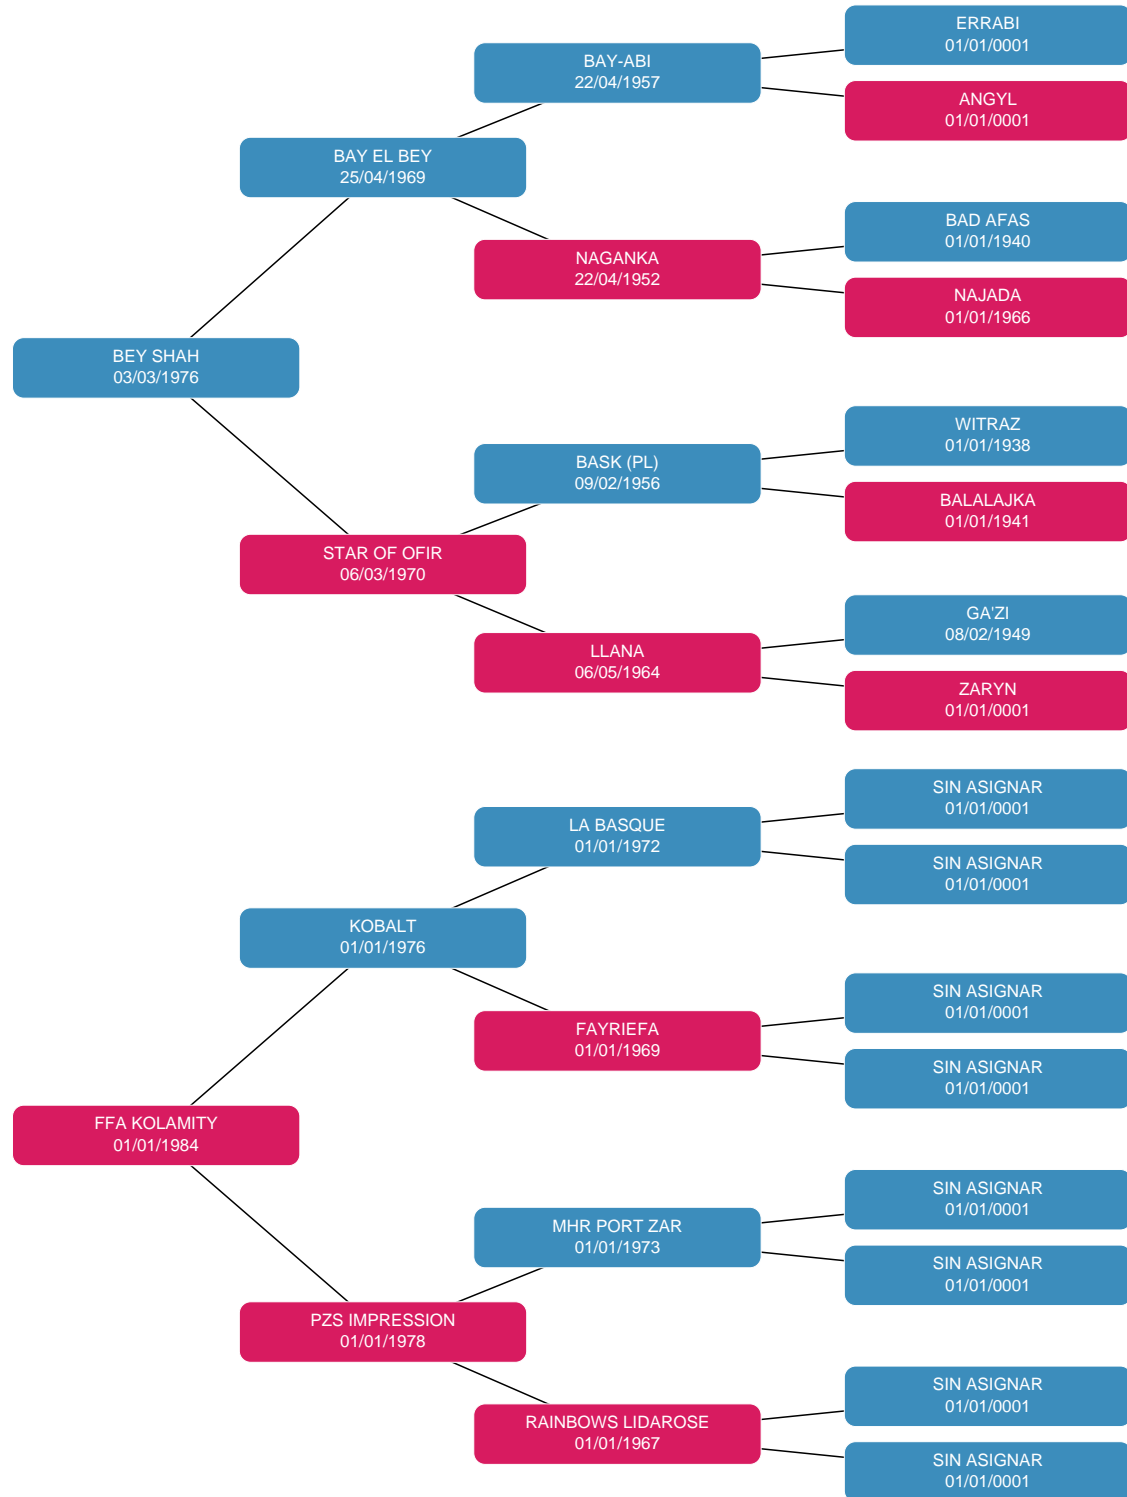 ERRABI
01/01/0001
BAY-ABI
22/04/1957
ANGYL
01/01/0001
BAY EL BEY
25/04/1969
BAD AFAS
01/01/1940
NAGANKA
22/04/1952
NAJADA
01/01/1966
BEY SHAH
03/03/1976
WITRAZ
01/01/1938
BASK (PL)
09/02/1956
BALALAJKA
01/01/1941
STAR OF OFIR
06/03/1970
GA'ZI
08/02/1949
LLANA
06/05/1964
ZARYN
01/01/0001
SIN ASIGNAR
01/01/0001
LA BASQUE
01/01/1972
SIN ASIGNAR
01/01/0001
KOBALT
01/01/1976
SIN ASIGNAR
01/01/0001
FAYRIEFA
01/01/1969
SIN ASIGNAR
01/01/0001
FFA KOLAMITY
01/01/1984
SIN ASIGNAR
01/01/0001
MHR PORT ZAR
01/01/1973
SIN ASIGNAR
01/01/0001
PZS IMPRESSION
01/01/1978
SIN ASIGNAR
01/01/0001
RAINBOWS LIDAROSE
01/01/1967
SIN ASIGNAR
01/01/0001